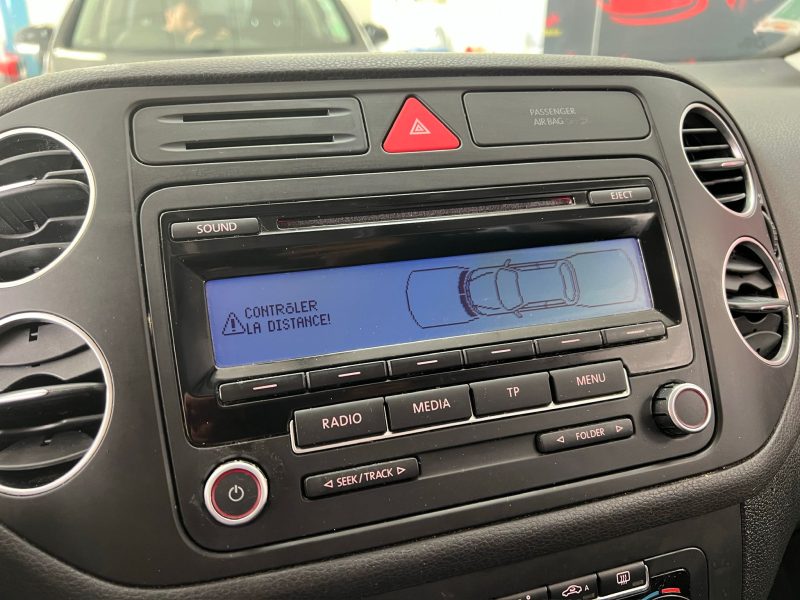 PASSENGER
AIR BAG
SOUND
EJECT
CONTRôLER
LA DISTANCE!
RADIO
MEDIA
TP
MENU
SEEK/TRACK
FOLDER
A